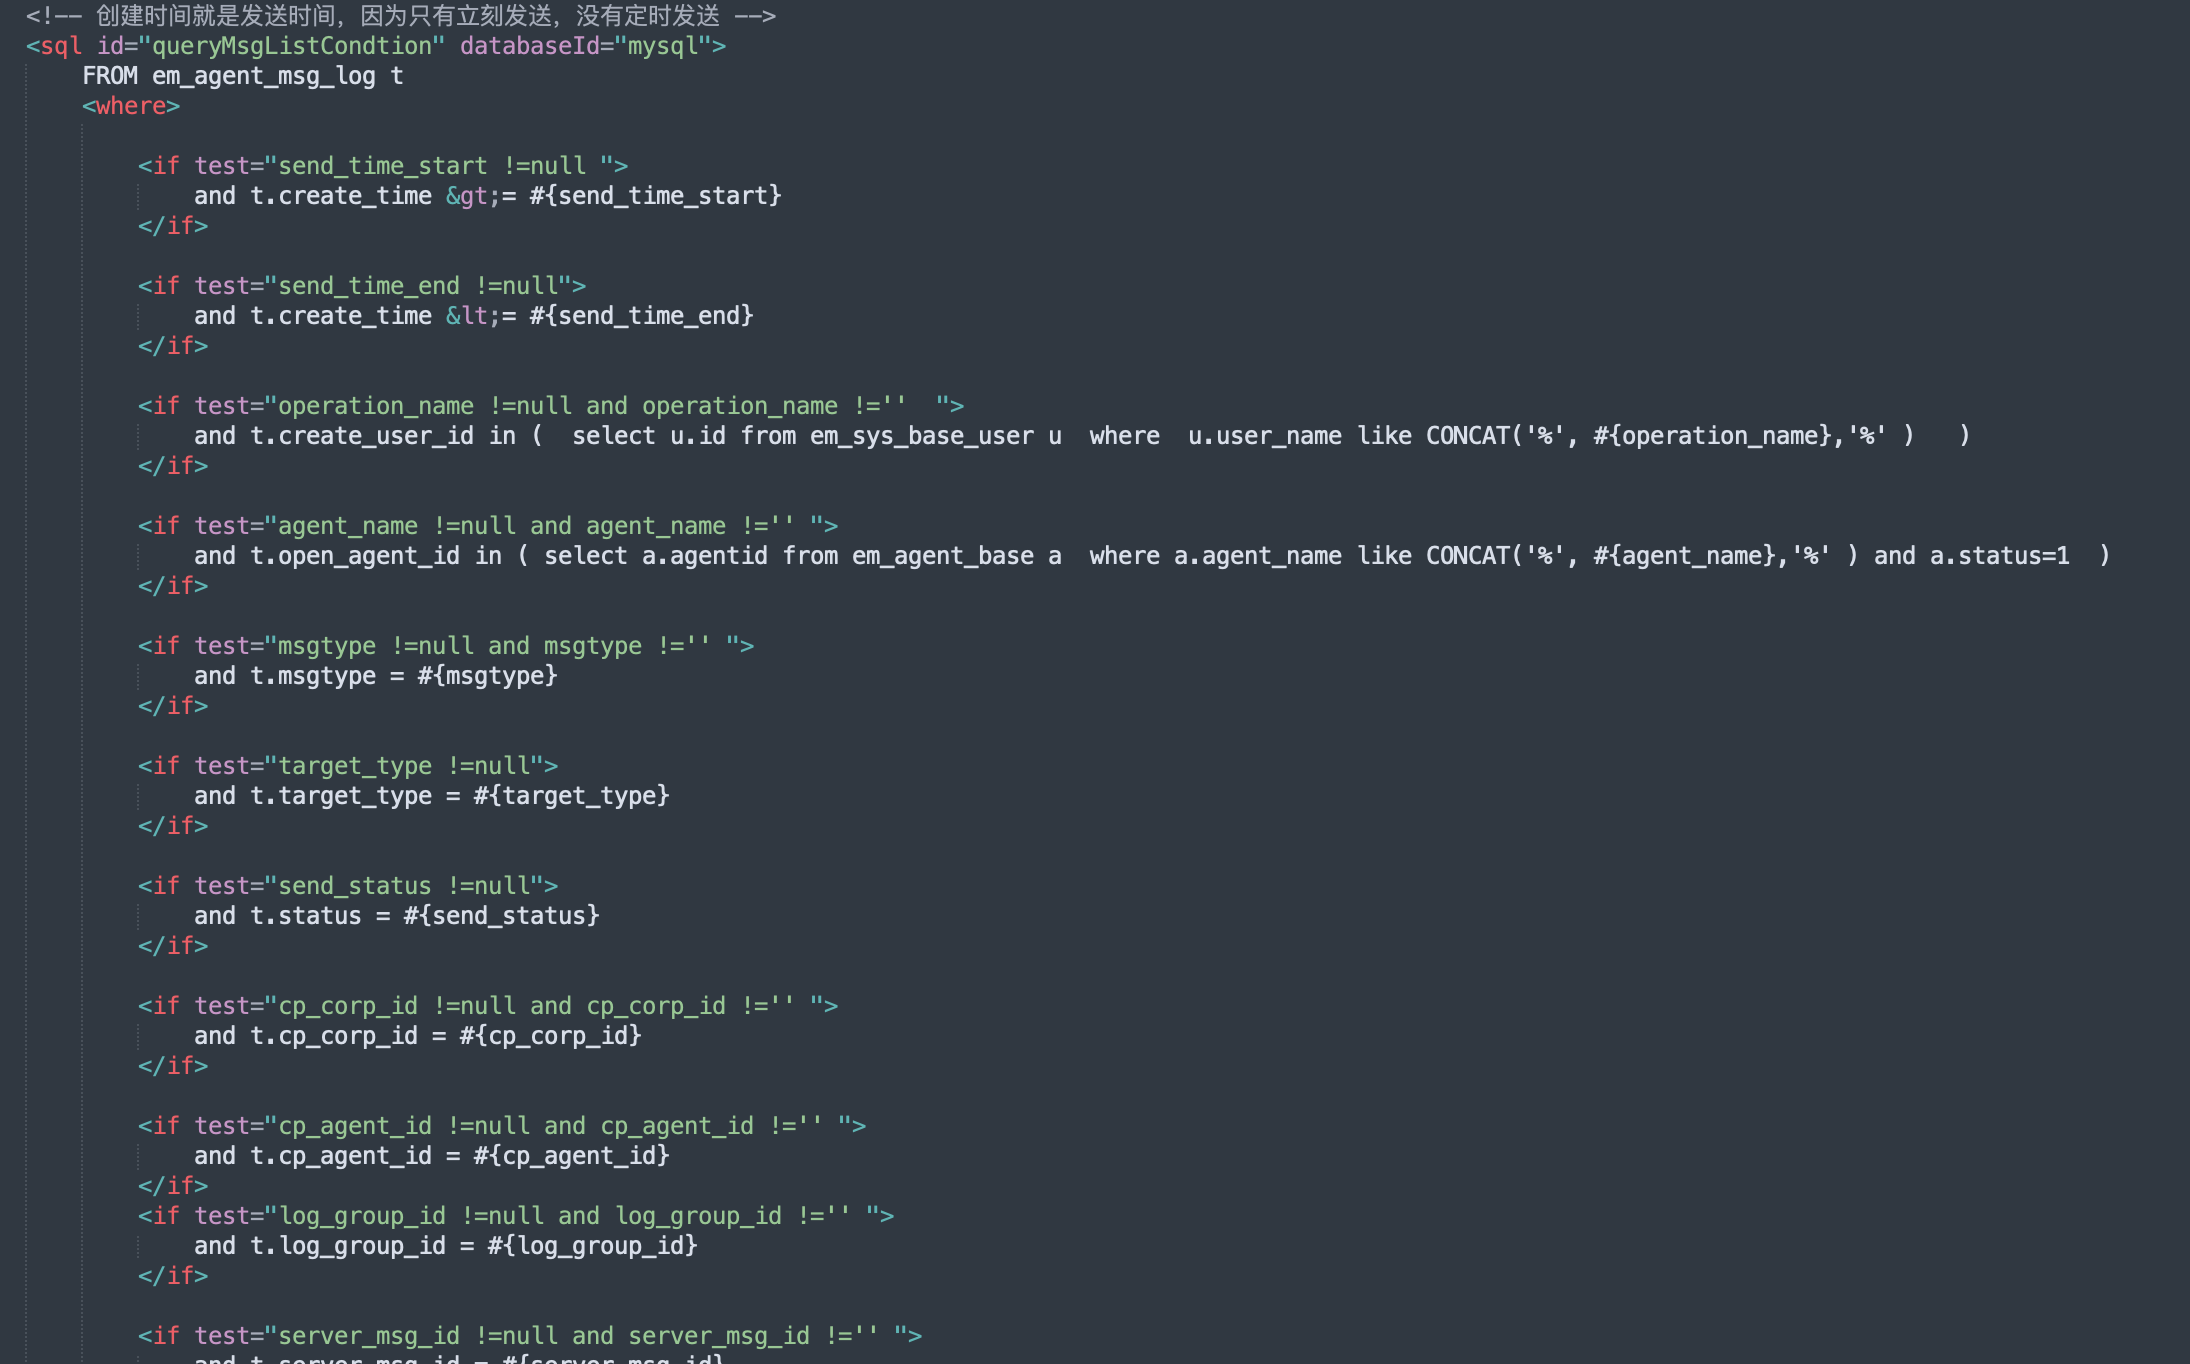 <!-- 创建时间就是发送时间，因为只有立刻发送，没有定时发送 -->
<sql id="queryMsgListCondtion" databaseId="mysql">
FROM em_agent_msg_log t
<where>
<if test="send_time_start !=null ">
and t.create_time &gt;= #{send_time_start}
</if>
<if test="send_time_end !=null">
and t.create_time &lt;= #{send_time_end}
</if>
<if test="operation_name !=null and operation_name !=''  ">
and t.create_user_id in (  select u.id from em_sys_base_user u  where  u.user_name like CONCAT('%', #{operation_name},'%' )   )
</if>
<if test="agent_name !=null and agent_name !='' ">
and t.open_agent_id in ( select a.agentid from em_agent_base a  where a.agent_name like CONCAT('%', #{agent_name},'%' ) and a.status=1  )
</if>
<if test="msgtype !=null and msgtype !='' ">
and t.msgtype = #{msgtype}
</if>
<if test="target_type !=null">
and t.target_type = #{target_type}
</if>
<if test="send_status !=null">
and t.status = #{send_status}
</if>
<if test="cp_corp_id !=null and cp_corp_id !='' ">
and t.cp_corp_id = #{cp_corp_id}
</if>
<if test="cp_agent_id !=null and cp_agent_id !='' ">
and t.cp_agent_id = #{cp_agent_id}
</if>
<if test="log_group_id !=null and log_group_id !='' ">
and t.log_group_id = #{log_group_id}
</if>
<if test="server_msg_id !=null and server_msg_id !='' ">
and t.server_msg_id = #{server_msg_id}